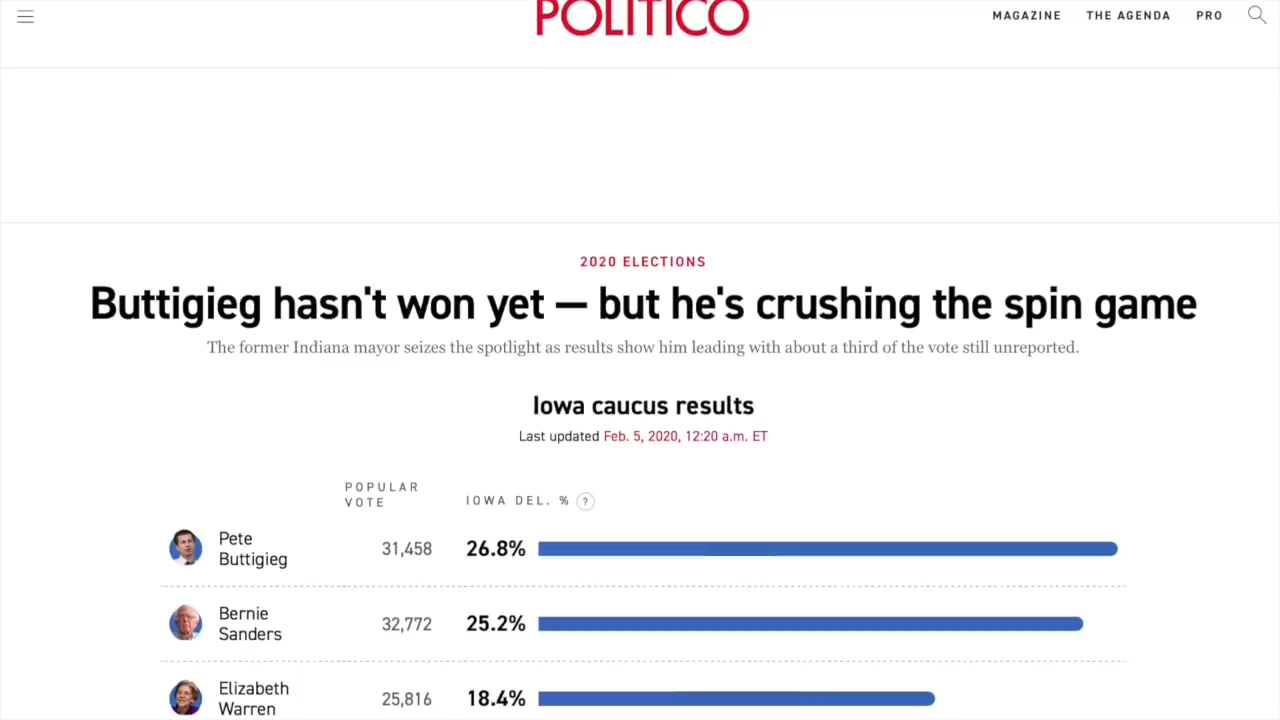 POLITICO
MAGAZINE THE AGENDA PRO
2020 ELECTIONS
Buttigieg hasn't won yet — but he's crushing the spin game
The former Indiana mayor seizes the spotlight as results show him leading with about a third of the vote still unreported.
Iowa caucus results
Last updated Feb. 5, 2020, 12:20 a.m. ET
POPULAR
VOTE
IOWA DEL. % ?
Pete
Buttigieg
31,458 26.8%
Bernie
Sanders
32,772 25.2%
Elizabeth
Warren
25,816 18.4%